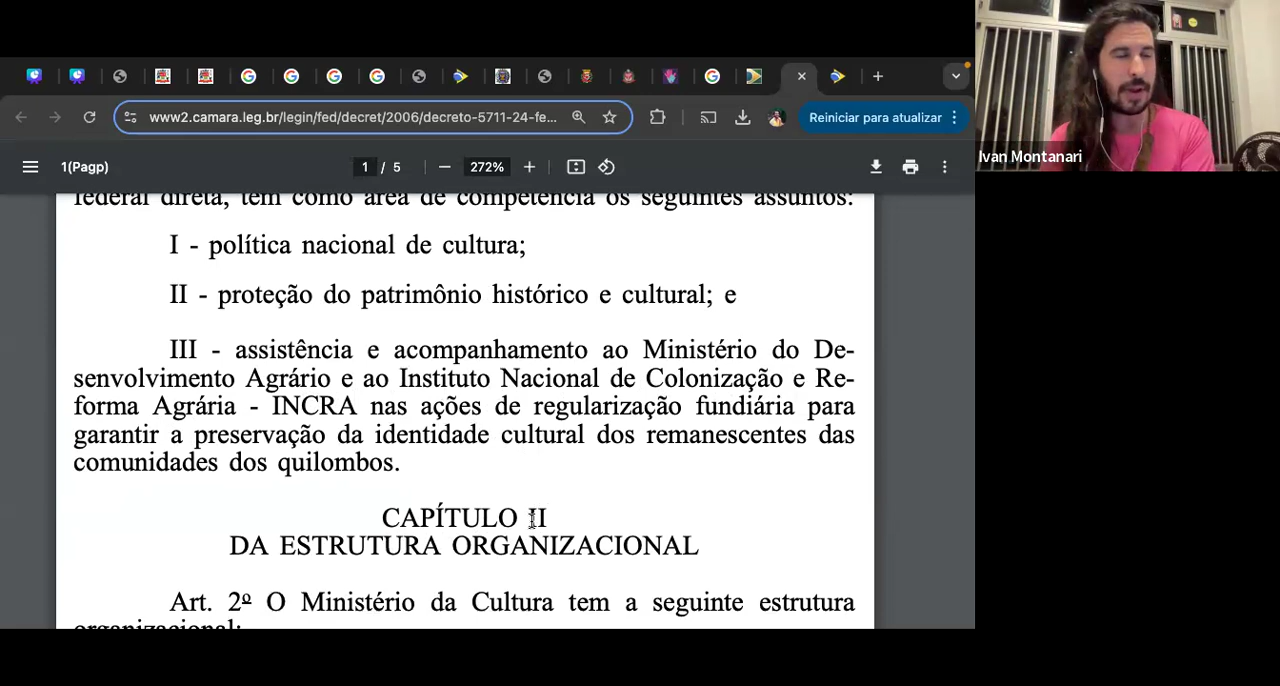 www2.camara.leg.br/legin/fed/decret/2006/decreto-5711-24-fe...
Reiniciar para atualizar
1(Pagp)
1 / 5
272%
Ivan Montanari
federal direta, tem como área de competência os seguintes assuntos:
I - política nacional de cultura;
II - proteção do patrimônio histórico e cultural; e
III - assistência e acompanhamento ao Ministério do De-
senvolvimento Agrário e ao Instituto Nacional de Colonização e Re-
forma Agrária - INCRA nas ações de regularização fundiária para
garantir a preservação da identidade cultural dos remanescentes das
comunidades dos quilombos.
CAPÍTULO II
DA ESTRUTURA ORGANIZACIONAL
Art. 2º O Ministério da Cultura tem a seguinte estrutura
organizacional: